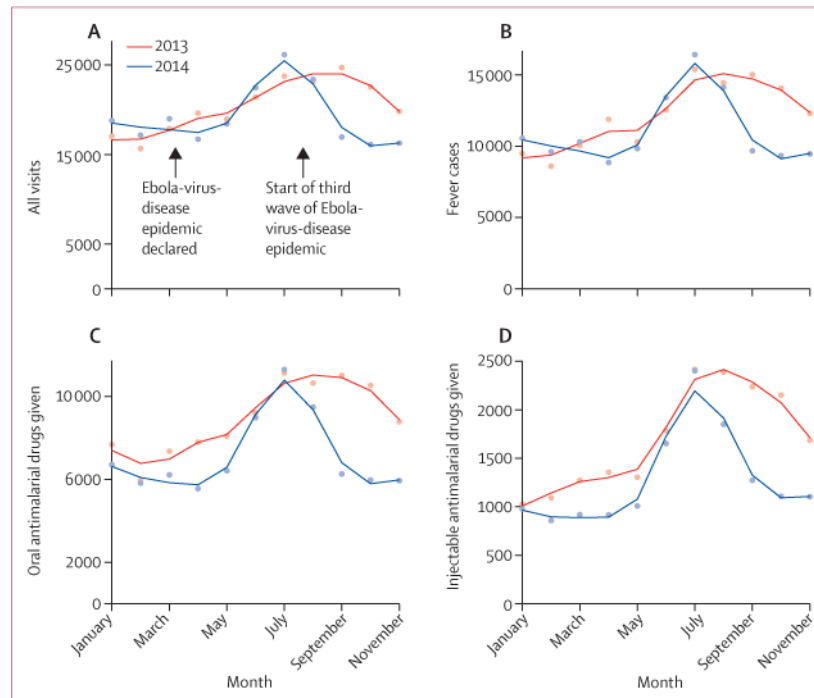 A
2013
2014
25000
15000
5000
0
All visits
Ebola-virus-
disease
epidemic
declared
Start of third
wave of Ebola-
virus-disease
epidemic
B
15000
10000
5000
0
Fever cases
C
10000
6000
2000
0
Oral antimalarial drugs given
January
March
May
July
September
November
Month
D
2500
2000
1500
1000
500
0
Injectable antimalarial drugs given
January
March
May
July
September
November
Month